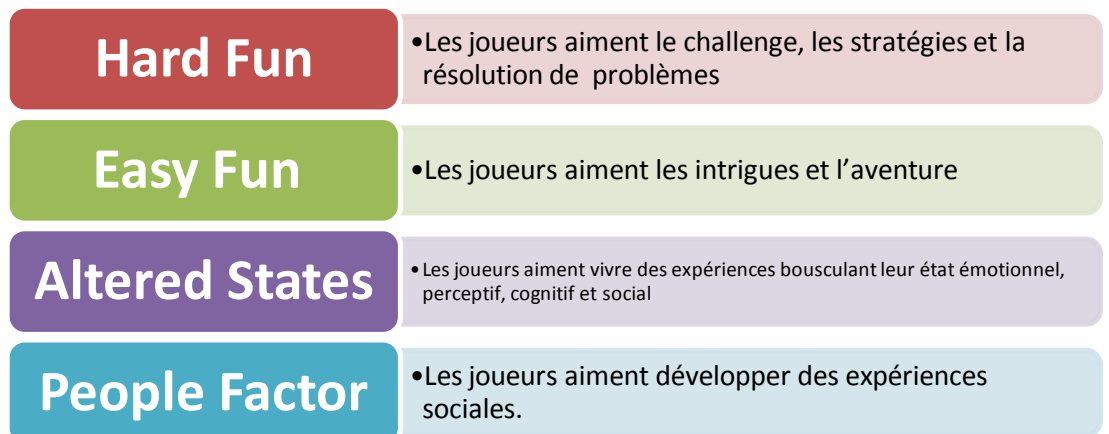 Hard Fun
•Les joueurs aiment le challenge, les stratégies et la
résolution de problèmes
Easy Fun
•Les joueurs aiment les intrigues et l’aventure
Altered States
•Les joueurs aiment vivre des expériences bousculant leur état émotionnel,
perceptif, cognitif et social
People Factor
•Les joueurs aiment développer des expériences
sociales.